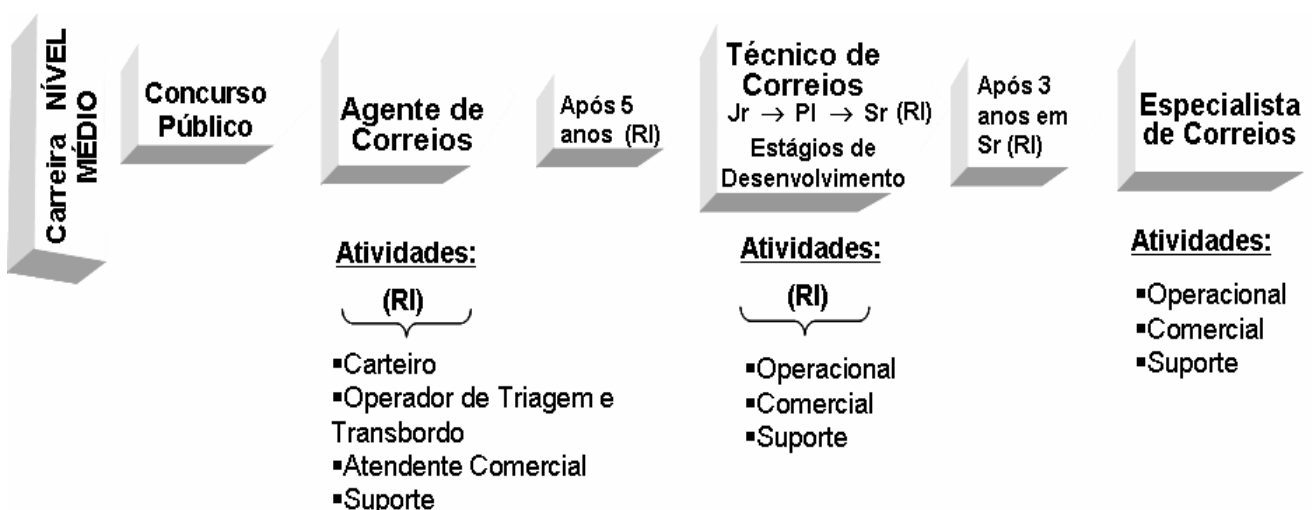 Carreira NÍVEL
MÉDIO
Concurso
Público
Agente de
Correios
Após 5
anos (RI)
Técnico de
Correios
Jr → Pl → Sr (RI)
Estágios de
Desenvolvimento
Após 3
anos em
Sr (RI)
Especialista
de Correios
Atividades:
(RI)
▪Carteiro
▪Operador de Triagem e
Transbordo
▪Atendente Comercial
▪Suporte
Atividades:
(RI)
▪Operacional
▪Comercial
▪Suporte
Atividades:
▪Operacional
▪Comercial
▪Suporte